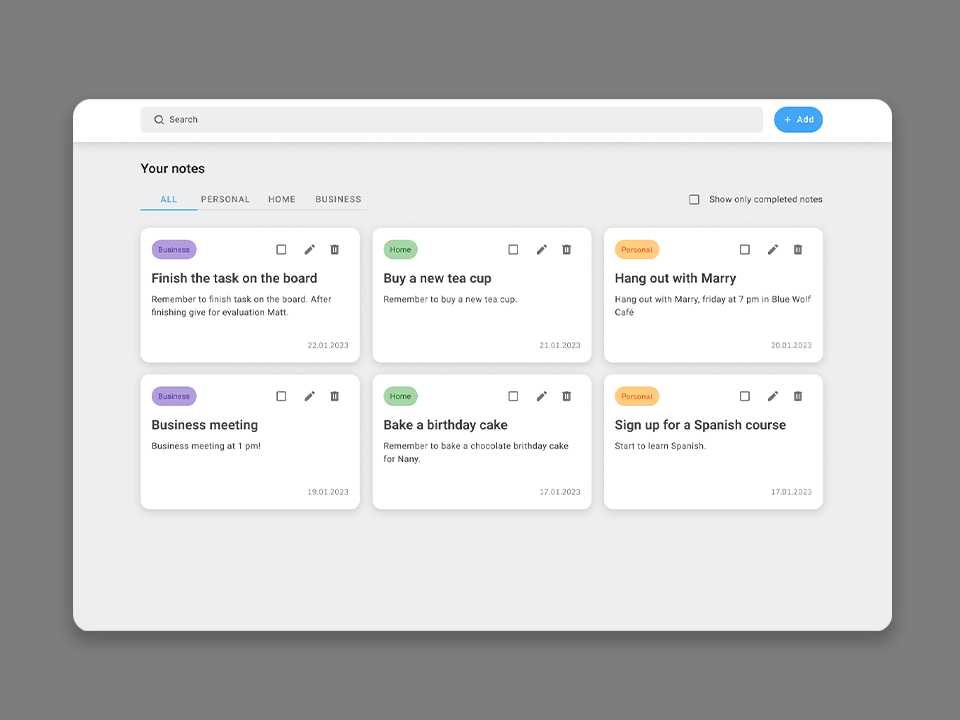 Search
+ Add
Your notes
ALL PERSONAL HOME BUSINESS
Show only completed notes
Business
Finish the task on the board
Remember to finish task on the board. After
finishing give for evaluation Matt.
22.01.2023
Home
Buy a new tea cup
Remember to buy a new tea cup.
21.01.2023
Personal
Hang out with Marry
Hang out with Marry, friday at 7 pm in Blue Wolf
Café
20.01.2023
Business
Business meeting
Business meeting at 1 pm!
19.01.2023
Home
Bake a birthday cake
Remember to bake a chocolate brithday cake
for Nany.
17.01.2023
Personal
Sign up for a Spanish course
Start to learn Spanish.
17.01.2023